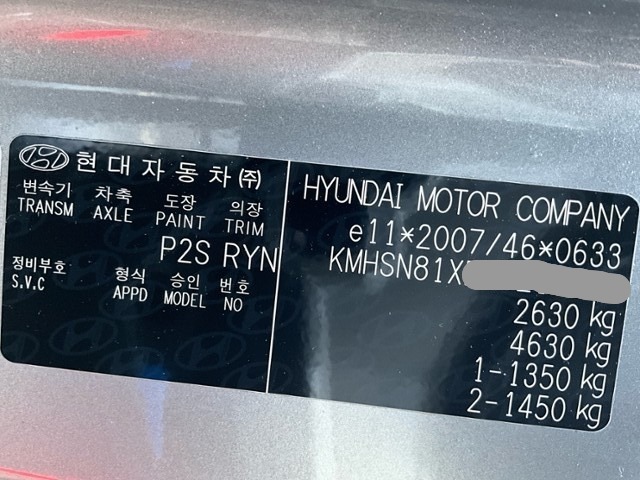 현대자동차㈜
변속기 차축 도장 의장
TRANSM AXLE PAINT TRIM
P2S RYN
정비부호 형식 승인 번호
S.V.C APPD MODEL NO
HYUNDAI MOTOR COMPANY
e11*2007/46*0633
KMHSN81X
2630 kg
4630 kg
1-1350 kg
2-1450 kg